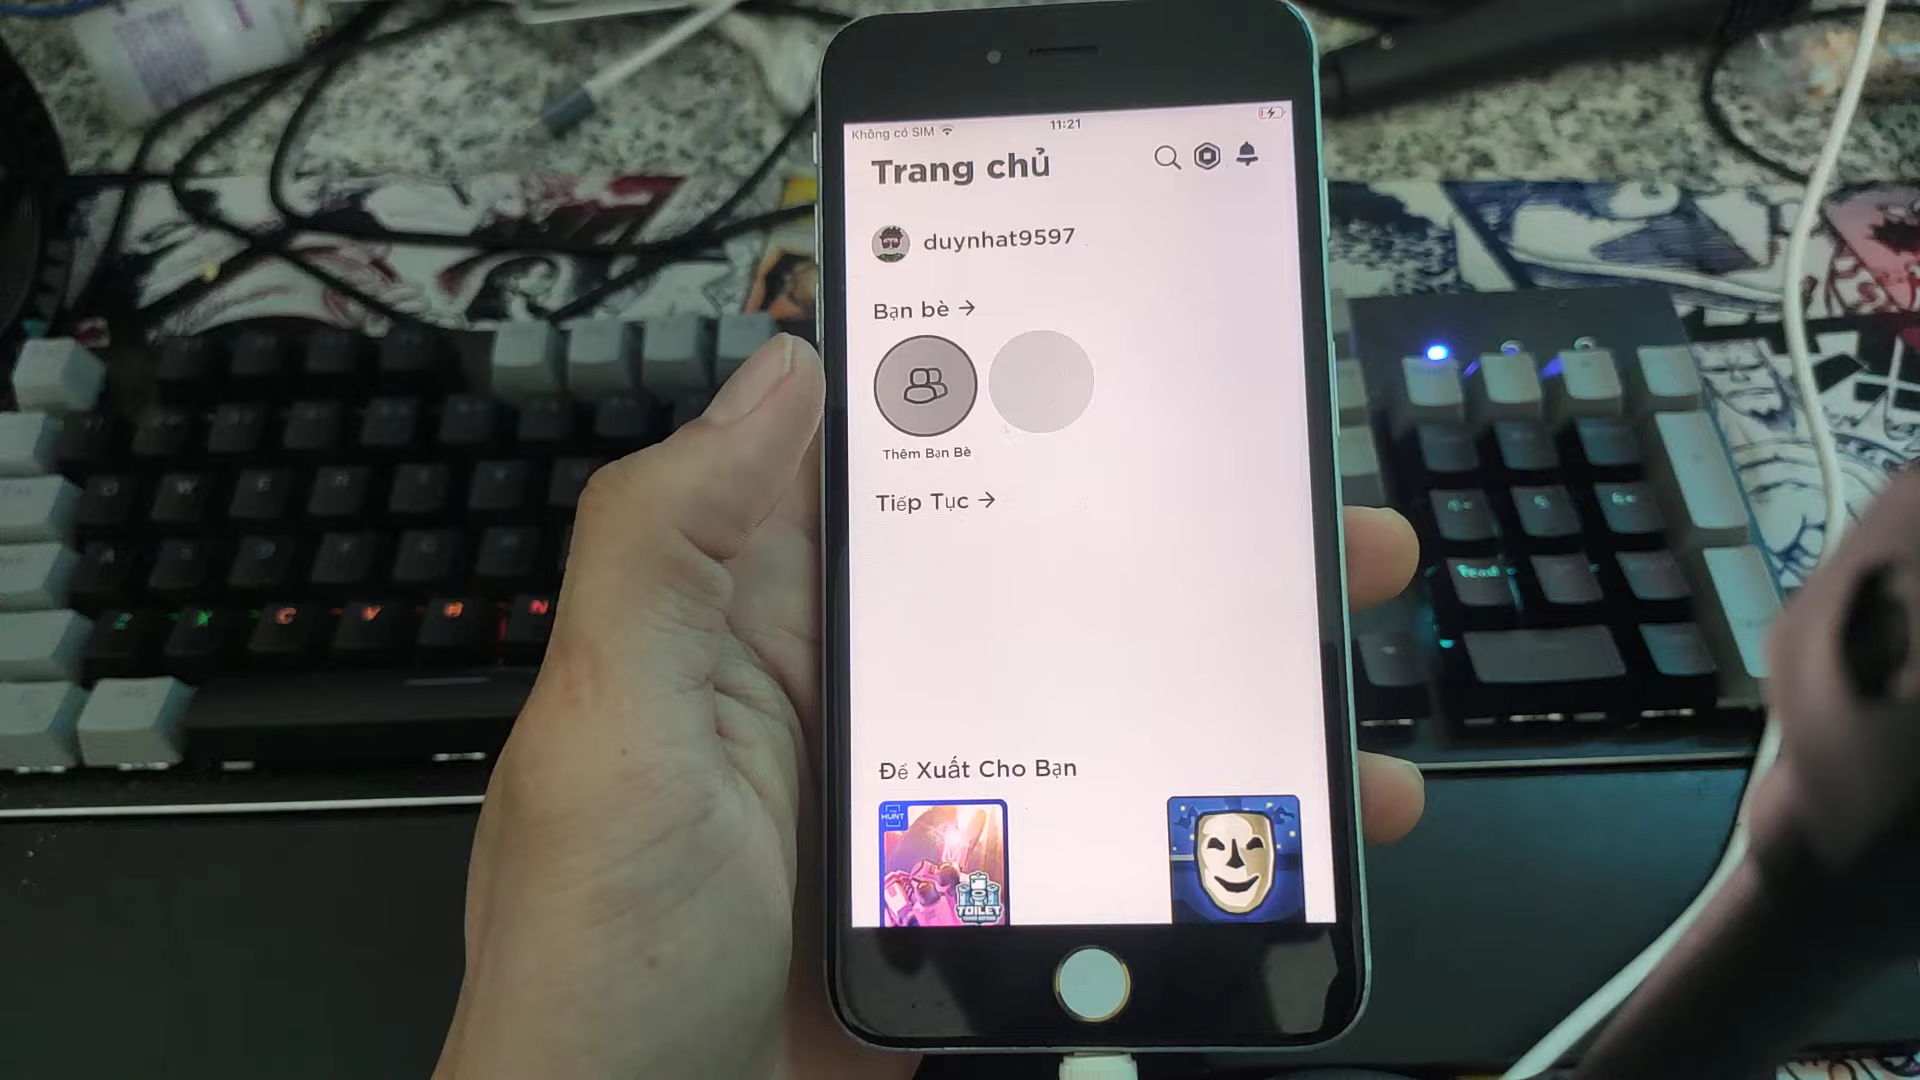 Không có SIM
11:21
Trang chủ
duynhat9597
Bạn bè →
Thêm Bạn Bè
Tiếp Tục →
Đề Xuất Cho Bạn
HUNT
TOILET
Z X C V B N